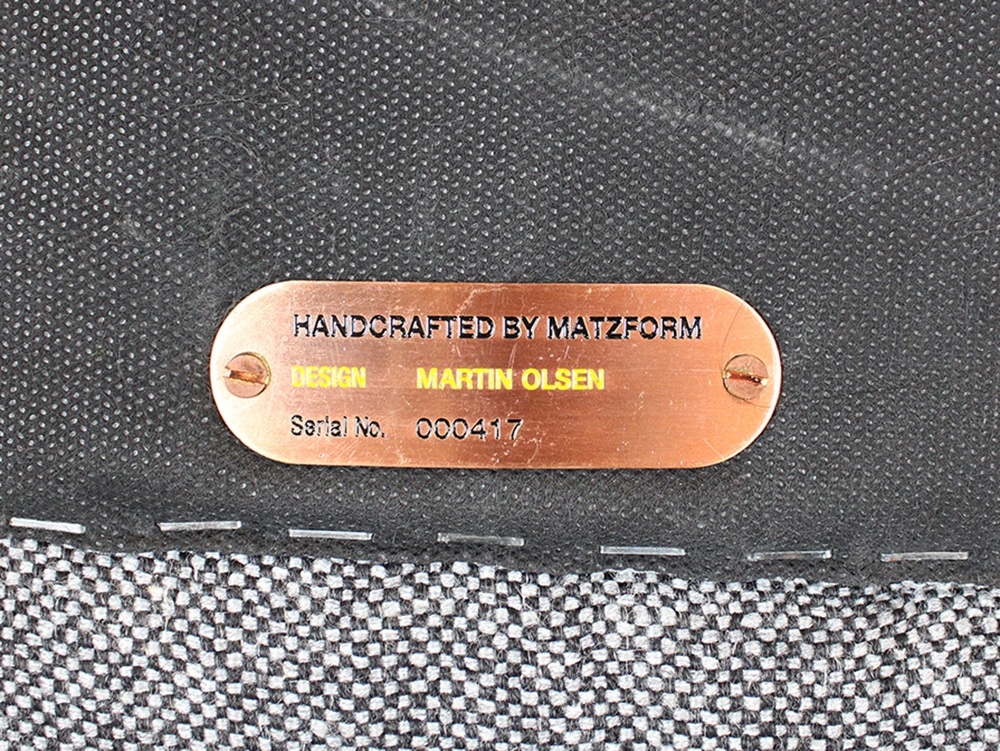 HANDCRAFTED BY MATZFORM
DESIGN MARTIN OLSEN
Serial No. 000417